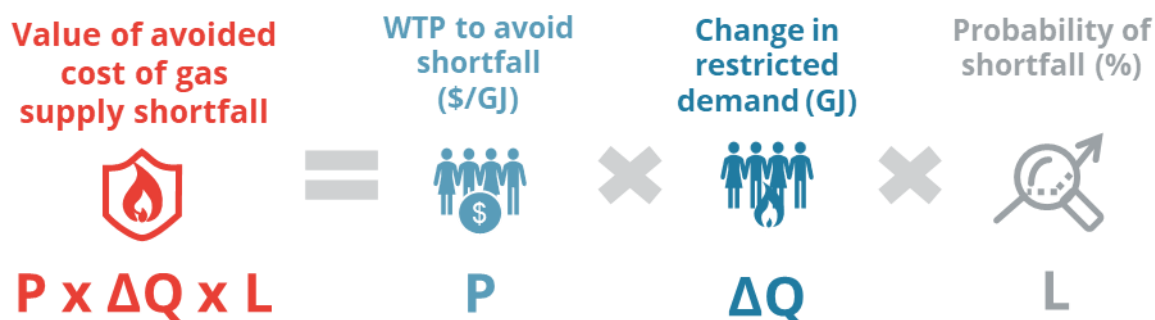 Value of avoided
cost of gas
supply shortfall
WTP to avoid
shortfall
($/GJ)
Change in
restricted
demand (GJ)
Probability of
shortfall (%)
$
P x ΔQ x L
P
ΔQ
L